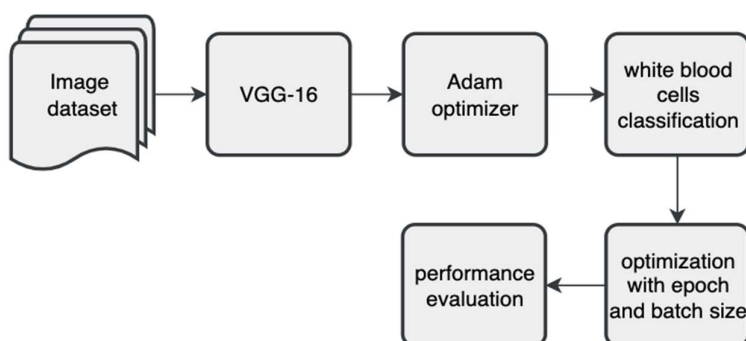 Image
dataset
VGG-16
Adam
optimizer
white blood
cells
classification
optimization
with epoch
and batch size
performance
evaluation